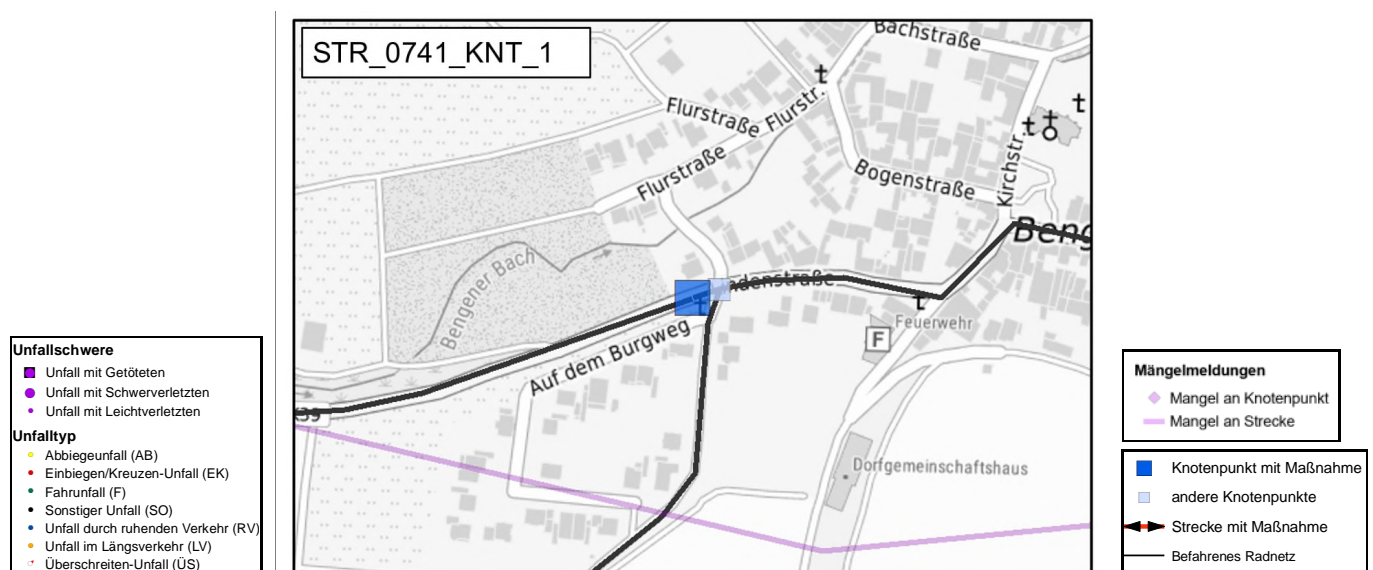 STR_0741_KNT_1
Bachstraße
Flurstraße
Flurstr.
Flurstraße
Bogenstraße
Kirchstr.
Beng
Bengener Bach
ndenstraße
Feuerwehr
F
Auf dem Burgweg
K39
Dorfgemeinschaftshaus
Unfallschwere
Unfall mit Getöteten
Unfall mit Schwerverletzten
Unfall mit Leichtverletzten
Unfalltyp
Abbiegeunfall (AB)
Einbiegen/Kreuzen-Unfall (EK)
Fahrunfall (F)
Sonstiger Unfall (SO)
Unfall durch ruhenden Verkehr (RV)
Unfall im Längsverkehr (LV)
Überschreiten-Unfall (ÜS)
Mängelmeldungen
Mangel an Knotenpunkt
Mangel an Strecke
Knotenpunkt mit Maßnahme
andere Knotenpunkte
Strecke mit Maßnahme
Befahrenes Radnetz